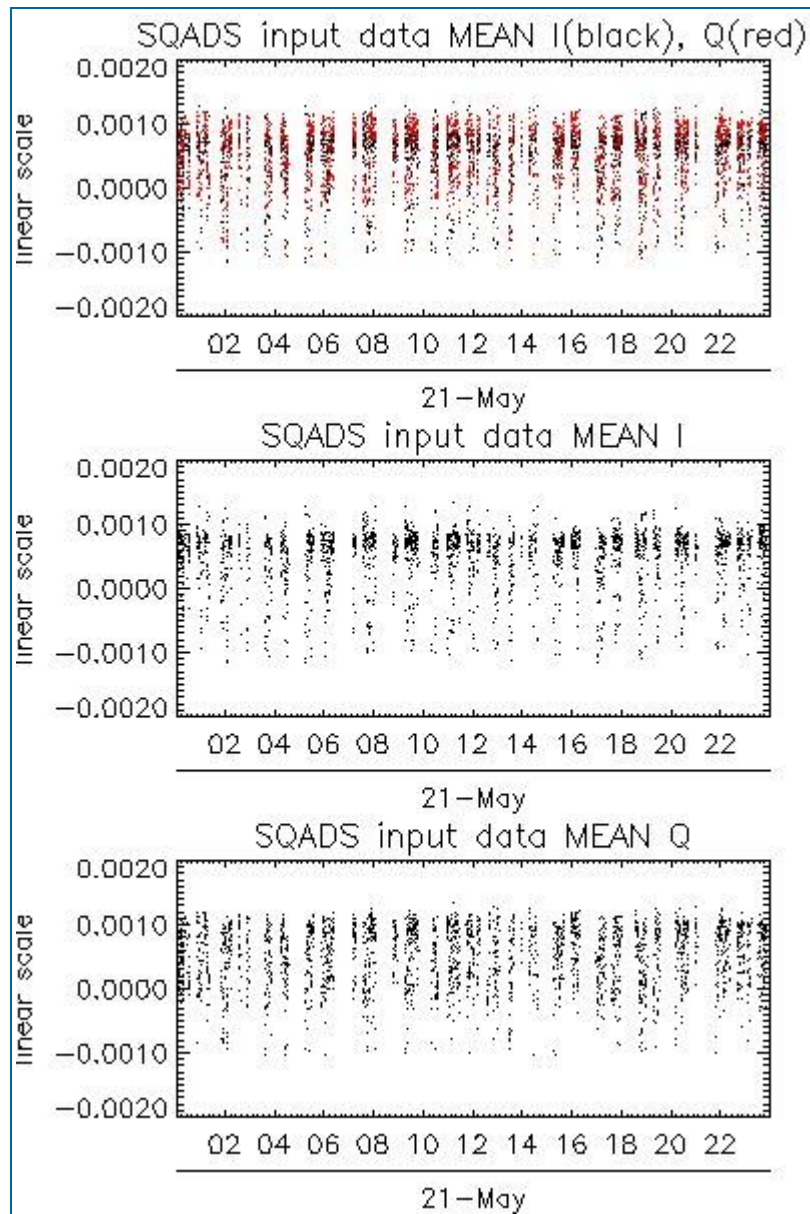 SQADS input data MEAN I(black), Q(red)
linear scale
0.0020
0.0010
0.0000
−0.0010
−0.0020
02 04 06 08 10 12 14 16 18 20 22
21−May
SQADS input data MEAN I
linear scale
0.0020
0.0010
0.0000
−0.0010
−0.0020
02 04 06 08 10 12 14 16 18 20 22
21−May
SQADS input data MEAN Q
linear scale
0.0020
0.0010
0.0000
−0.0010
−0.0020
02 04 06 08 10 12 14 16 18 20 22
21−May